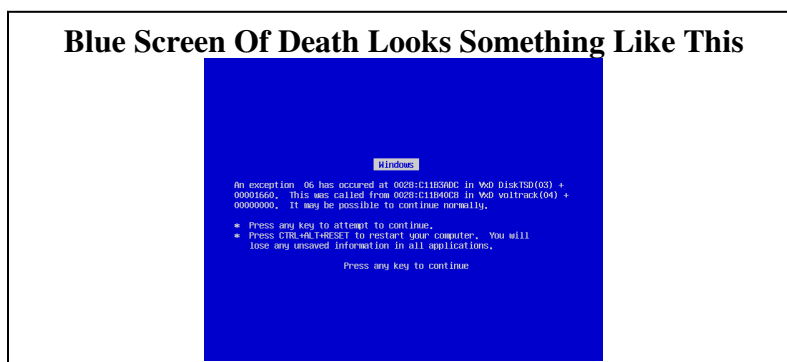 Blue Screen Of Death Looks Something Like This
Windows
An exception 06 has occured at 0028:C11B3ADC in VxD DiskTSD(03) +
00001660. This was called from 0028:C11B40C8 in VxD voltrack(04) +
00000000. It may be possible to continue normally.
* Press any key to attempt to continue.
* Press CTRL+ALT+RESET to restart your computer. You will
lose any unsaved information in all applications.
Press any key to continue